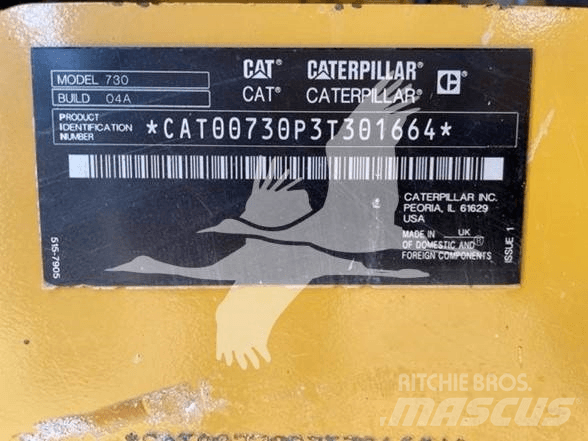 MODEL 730
BUILD 04A
CAT® CATERPILLAR®
CAT® CATERPILLAR®
PRODUCT
IDENTIFICATION
NUMBER
*CAT00730P3T301664*
CATERPILLAR INC.
PEORIA, IL 61629
USA
MADE IN UK
OF DOMESTIC AND
FOREIGN COMPONENTS
ISSUE 1
515-7905
®
RITCHIE BROS.
MASCUS